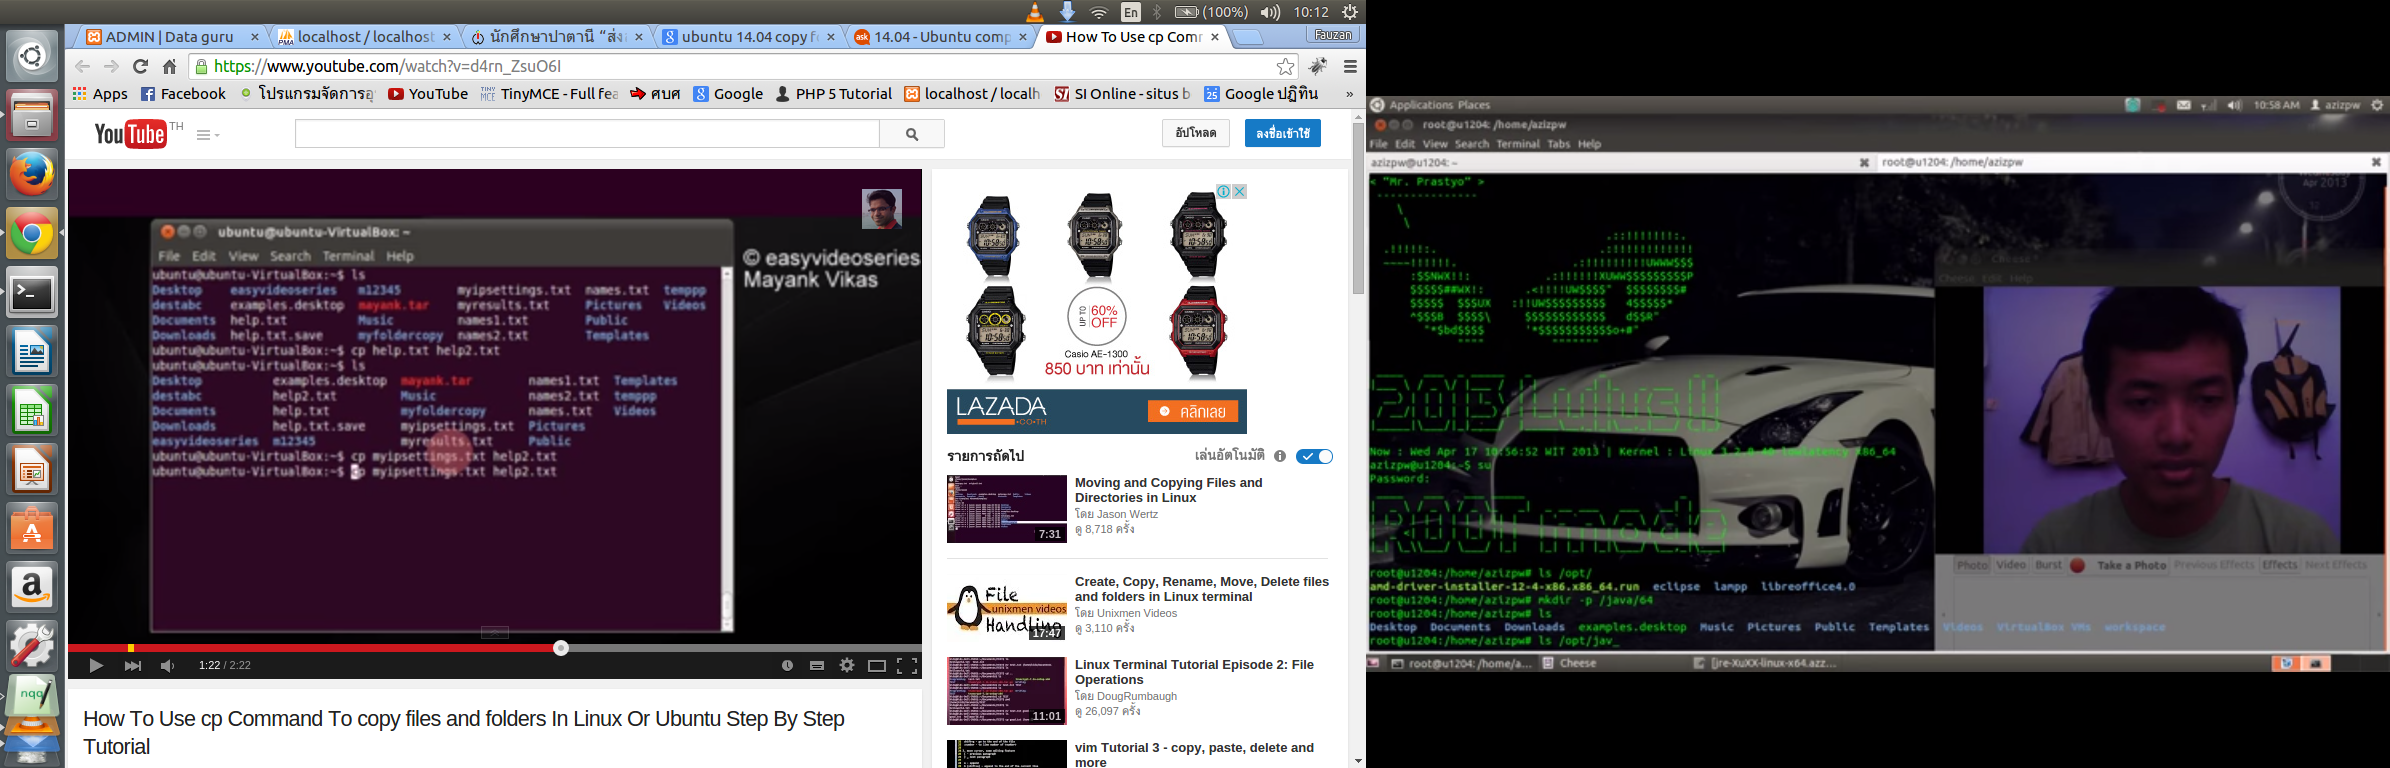 En (100%) 10:12
ADMIN | Data guru
localhost / localhost
นักศึกษาปาตานี “ส่ง
ubuntu 14.04 copy f
14.04 - Ubuntu comp
How To Use cp Comm
Fauzan
https://www.youtube.com/watch?v=d4rn_ZsuO6I
Apps Facebook โปรแกรมจัดการอ YouTube TinyMCE - Full fea ศบศ Google PHP 5 Tutorial localhost / localh SI Online - situs b Google ปฏิทิน »
YouTube TH
อัปโหลด ลงชื่อเข้าใช้
ubuntu@ubuntu-VirtualBox: ~
File Edit View Search Terminal Help
ubuntu@ubuntu-VirtualBox:~$ ls
Desktop easyvideoseries m12345 myipsettings.txt names.txt temppp
destabc examples.desktop mayank.tar myresults.txt Pictures Videos
Documents help.txt Music names1.txt Public
Downloads help.txt.save myfoldercopy names2.txt Templates
ubuntu@ubuntu-VirtualBox:~$ cp help.txt help2.txt
ubuntu@ubuntu-VirtualBox:~$ ls
Desktop examples.desktop mayank.tar names1.txt Templates
destabc help2.txt Music names2.txt temppp
Documents help.txt myfoldercopy names.txt Videos
Downloads help.txt.save myipsettings.txt Pictures
easyvideoseries m12345 myresults.txt Public
ubuntu@ubuntu-VirtualBox:~$ cp myipsettings.txt help2.txt
ubuntu@ubuntu-VirtualBox:~$ cp myipsettings.txt help2.txt
© easyvideoseries
Mayank Vikas
1:22 / 2:22
How To Use cp Command To copy files and folders In Linux Or Ubuntu Step By Step
Tutorial
UP TO 60% OFF
Casio AE-1300
850 บาท เท่านั้น
LAZADA
.CO.TH
คลิกเลย
รายการถัดไป เล่นอัตโนมัติ
Moving and Copying Files and
Directories in Linux
โดย Jason Wertz
ดู 8,718 ครั้ง
7:31
Create, Copy, Rename, Move, Delete files
and folders in Linux terminal
โดย Unixmen Videos
ดู 3,110 ครั้ง
File
unixmen videos
Handling
17:47
Linux Terminal Tutorial Episode 2: File
Operations
โดย DougRumbaugh
ดู 26,097 ครั้ง
11:01
vim Tutorial 3 - copy, paste, delete and
more
Applications Places 10:58 AM azizpw
root@u1204: /home/azizpw
File Edit View Search Terminal Tabs Help
azizpw@u1204: ~ root@u1204: /home/azizpw
< "Mr. Prastyo" >
Apr 2013
Cheese Edit Help
Now : Wed Apr 17 10:56:52 WIT 2013 | Kernel : Linux 3.2.0-40-lowlatency x86_64
azizpw@u1204:~$ su
Password:
ROOT mode
root@u1204:/home/azizpw# ls /opt/
amd-driver-installer-12-4-x86.x86_64.run eclipse lampp libreoffice4.0
root@u1204:/home/azizpw# mkdir -p /java/64
root@u1204:/home/azizpw# ls
Desktop Documents Downloads examples.desktop Music Pictures Public Templates Videos VirtualBox VMs workspace
root@u1204:/home/azizpw# ls /opt/jav_
Photo Video Burst Take a Photo Previous Effects Effects Next Effects
root@u1204: /home/a... Cheese [jre-XuXX-linux-x64.azz...